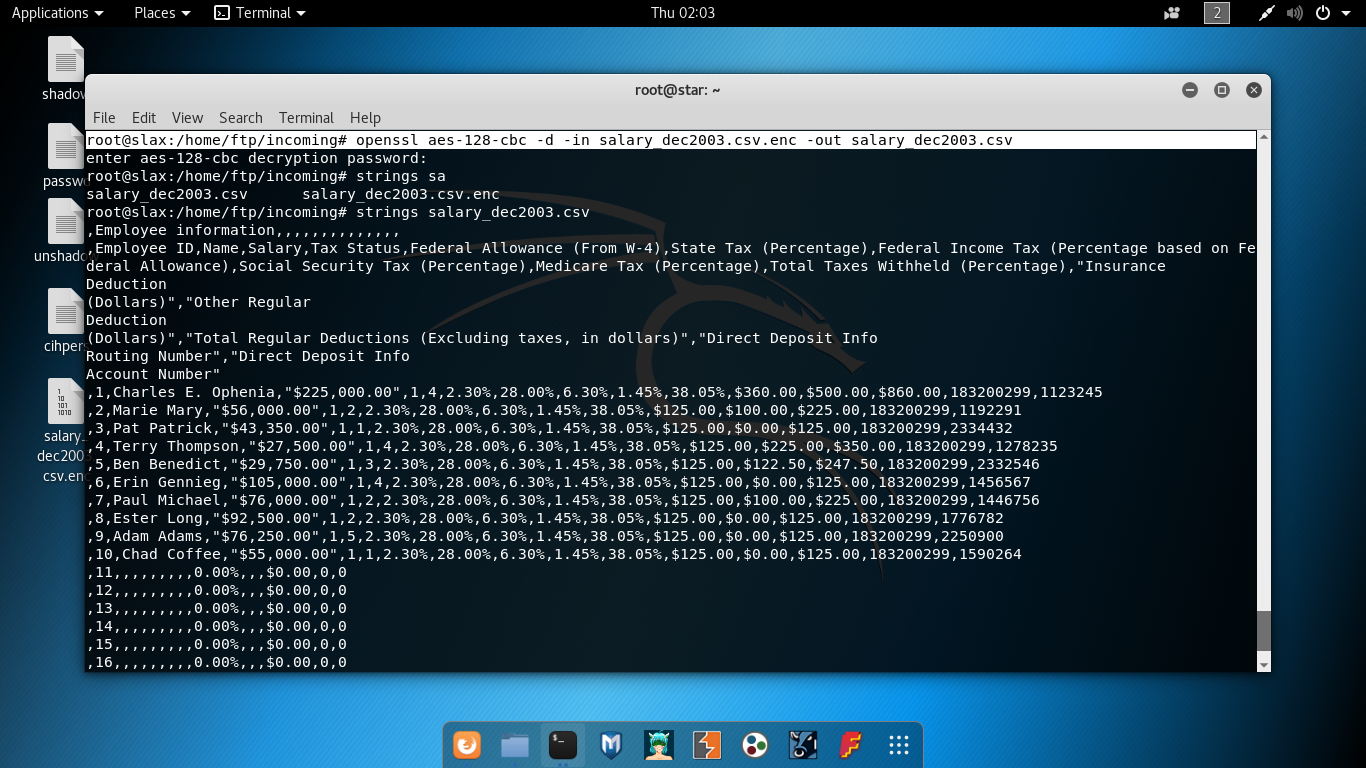 Applications
Places
Terminal
Thu 02:03
2
shadow
passw
unshado
cihper
1
10
101
1010
salary_
dec2003
csv.enc
root@star: ~
File Edit View Search Terminal Help
root@slax:/home/ftp/incoming# openssl aes-128-cbc -d -in salary_dec2003.csv.enc -out salary_dec2003.csv
enter aes-128-cbc decryption password:
root@slax:/home/ftp/incoming# strings sa
salary_dec2003.csv      salary_dec2003.csv.enc
root@slax:/home/ftp/incoming# strings salary_dec2003.csv
,Employee information,,,,,,,,,,,,,,
,Employee ID,Name,Salary,Tax Status,Federal Allowance (From W-4),State Tax (Percentage),Federal Income Tax (Percentage based on Fe
deral Allowance),Social Security Tax (Percentage),Medicare Tax (Percentage),Total Taxes Withheld (Percentage),"Insurance
Deduction
(Dollars)","Other Regular
Deduction
(Dollars)","Total Regular Deductions (Excluding taxes, in dollars)","Direct Deposit Info
Routing Number","Direct Deposit Info
Account Number"
,1,Charles E. Ophenia,"$225,000.00",1,4,2.30%,28.00%,6.30%,1.45%,38.05%,$360.00,$500.00,$860.00,183200299,1123245
,2,Marie Mary,"$56,000.00",1,2,2.30%,28.00%,6.30%,1.45%,38.05%,$125.00,$100.00,$225.00,183200299,1192291
,3,Pat Patrick,"$43,350.00",1,1,2.30%,28.00%,6.30%,1.45%,38.05%,$125.00,$0.00,$125.00,183200299,2334432
,4,Terry Thompson,"$27,500.00",1,4,2.30%,28.00%,6.30%,1.45%,38.05%,$125.00,$225.00,$350.00,183200299,1278235
,5,Ben Benedict,"$29,750.00",1,3,2.30%,28.00%,6.30%,1.45%,38.05%,$125.00,$122.50,$247.50,183200299,2332546
,6,Erin Gennieg,"$105,000.00",1,4,2.30%,28.00%,6.30%,1.45%,38.05%,$125.00,$0.00,$125.00,183200299,1456567
,7,Paul Michael,"$76,000.00",1,2,2.30%,28.00%,6.30%,1.45%,38.05%,$125.00,$100.00,$225.00,183200299,1446756
,8,Ester Long,"$92,500.00",1,2,2.30%,28.00%,6.30%,1.45%,38.05%,$125.00,$0.00,$125.00,183200299,1776782
,9,Adam Adams,"$76,250.00",1,5,2.30%,28.00%,6.30%,1.45%,38.05%,$125.00,$0.00,$125.00,183200299,2250900
,10,Chad Coffee,"$55,000.00",1,1,2.30%,28.00%,6.30%,1.45%,38.05%,$125.00,$0.00,$125.00,183200299,1590264
,11,,,,,,,,,0.00%,,,$0.00,0,0
,12,,,,,,,,,0.00%,,,$0.00,0,0
,13,,,,,,,,,0.00%,,,$0.00,0,0
,14,,,,,,,,,0.00%,,,$0.00,0,0
,15,,,,,,,,,0.00%,,,$0.00,0,0
,16,,,,,,,,,0.00%,,,$0.00,0,0